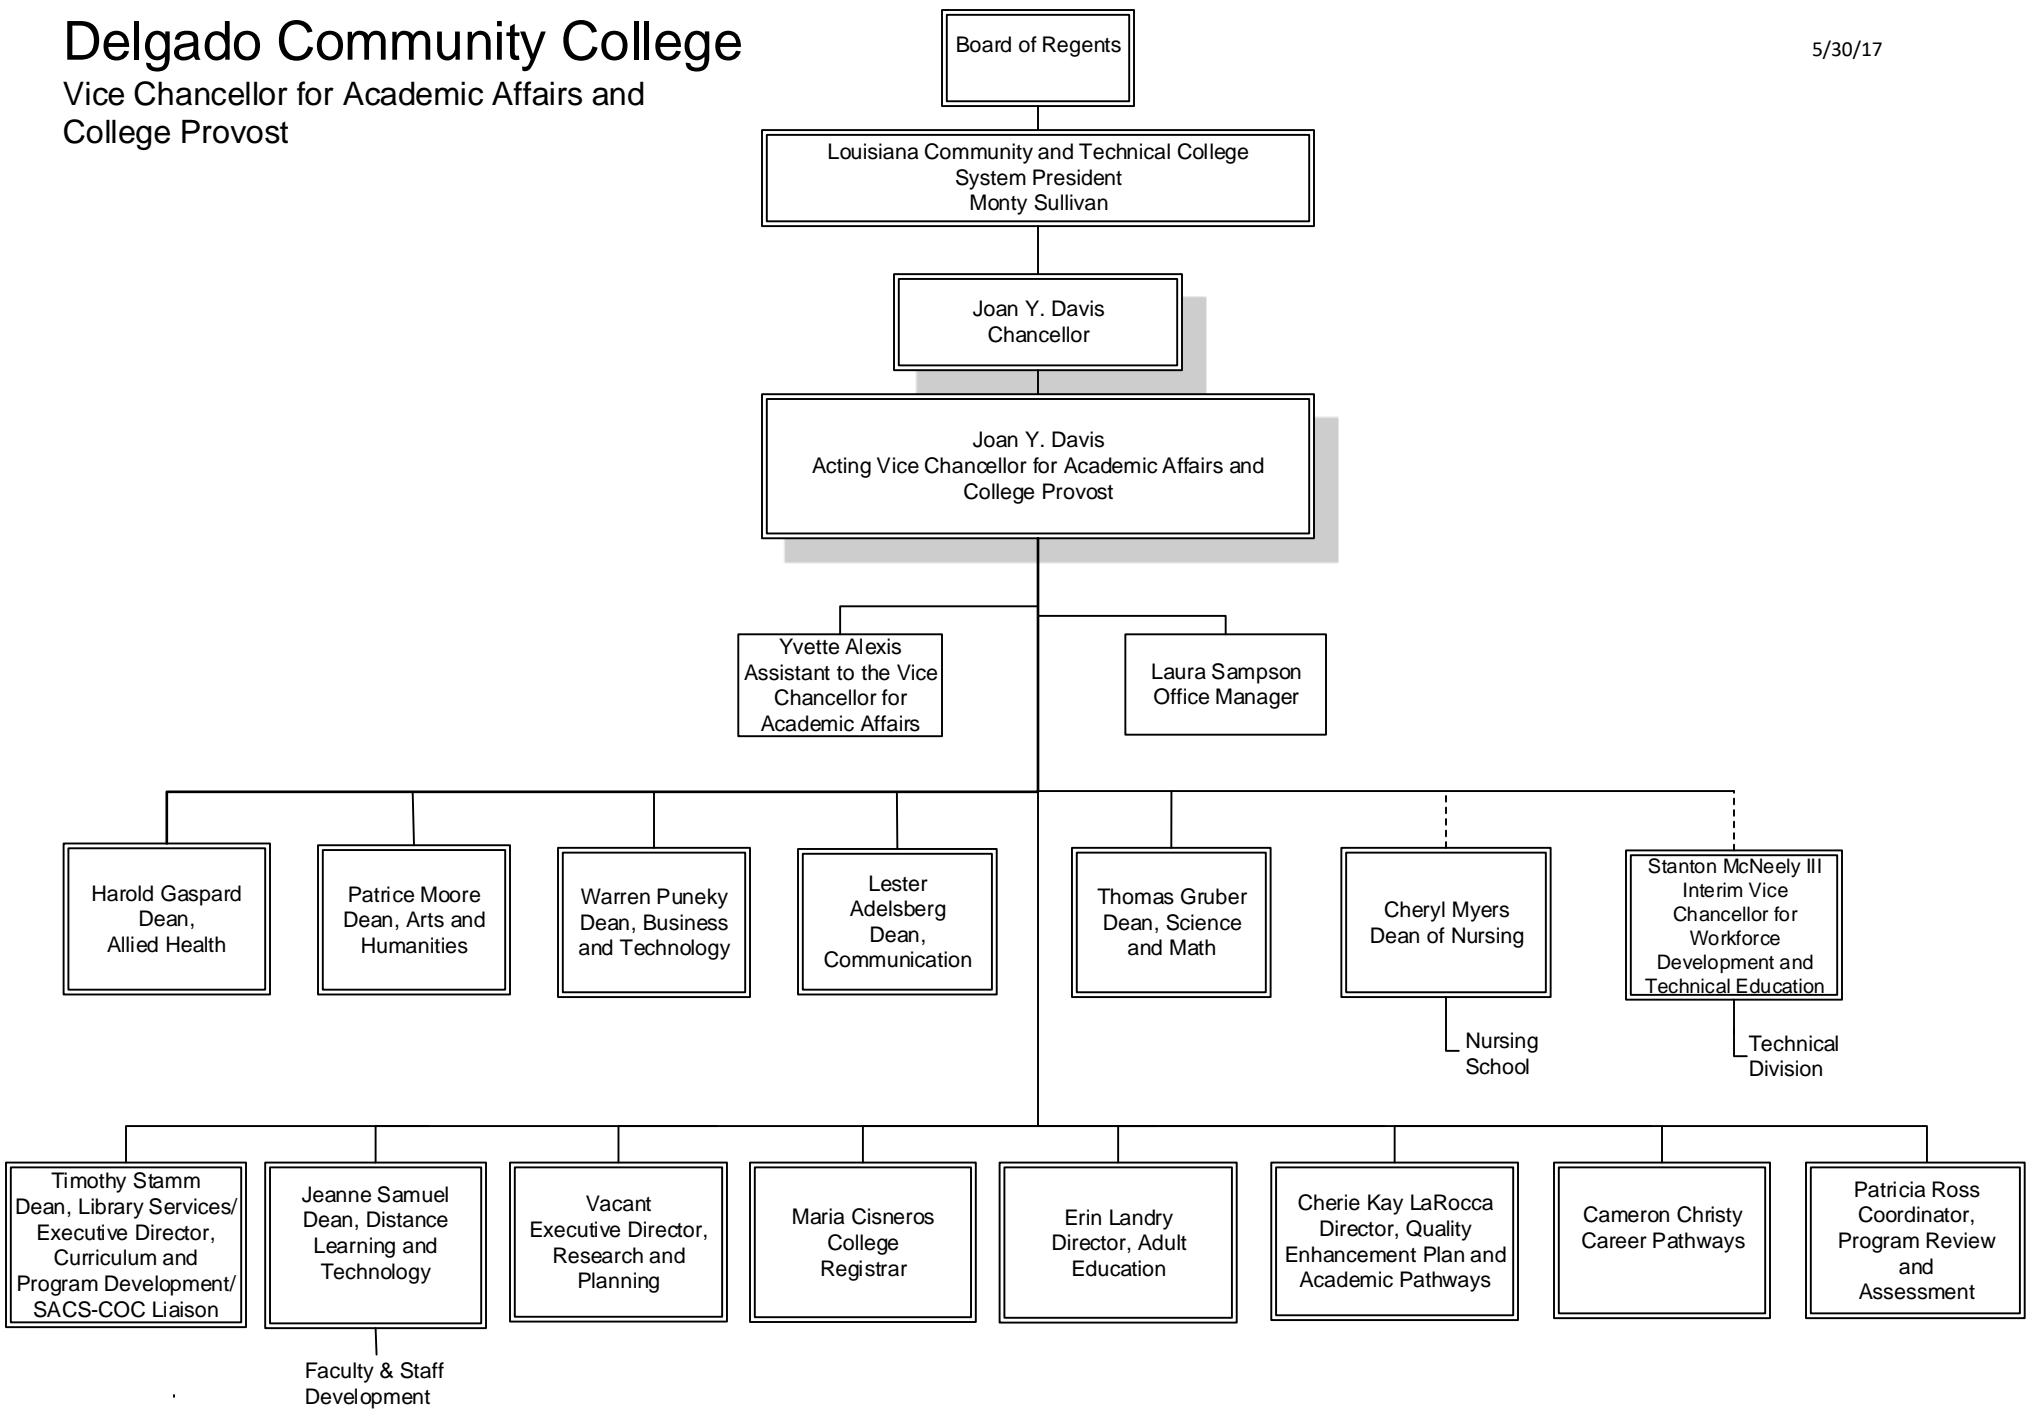 Delgado Community College
Vice Chancellor for Academic Affairs and
College Provost
5/30/17
Board of Regents
Louisiana Community and Technical College
System President
Monty Sullivan
Joan Y. Davis
Chancellor
Joan Y. Davis
Acting Vice Chancellor for Academic Affairs and
College Provost
Yvette Alexis
Assistant to the Vice
Chancellor for
Academic Affairs
Laura Sampson
Office Manager
Harold Gaspard
Dean,
Allied Health
Patrice Moore
Dean, Arts and
Humanities
Warren Puneky
Dean, Business
and Technology
Lester
Adelsberg
Dean,
Communication
Thomas Gruber
Dean, Science
and Math
Cheryl Myers
Dean of Nursing
Stanton McNeely III
Interim Vice
Chancellor for
Workforce
Development and
Technical Education
Nursing
School
Technical
Division
Timothy Stamm
Dean, Library Services/
Executive Director,
Curriculum and
Program Development/
SACS-COC Liaison
Jeanne Samuel
Dean, Distance
Learning and
Technology
Vacant
Executive Director,
Research and
Planning
Maria Cisneros
College
Registrar
Erin Landry
Director, Adult
Education
Cherie Kay LaRocca
Director, Quality
Enhancement Plan and
Academic Pathways
Cameron Christy
Career Pathways
Patricia Ross
Coordinator,
Program Review
and
Assessment
Faculty & Staff
Development